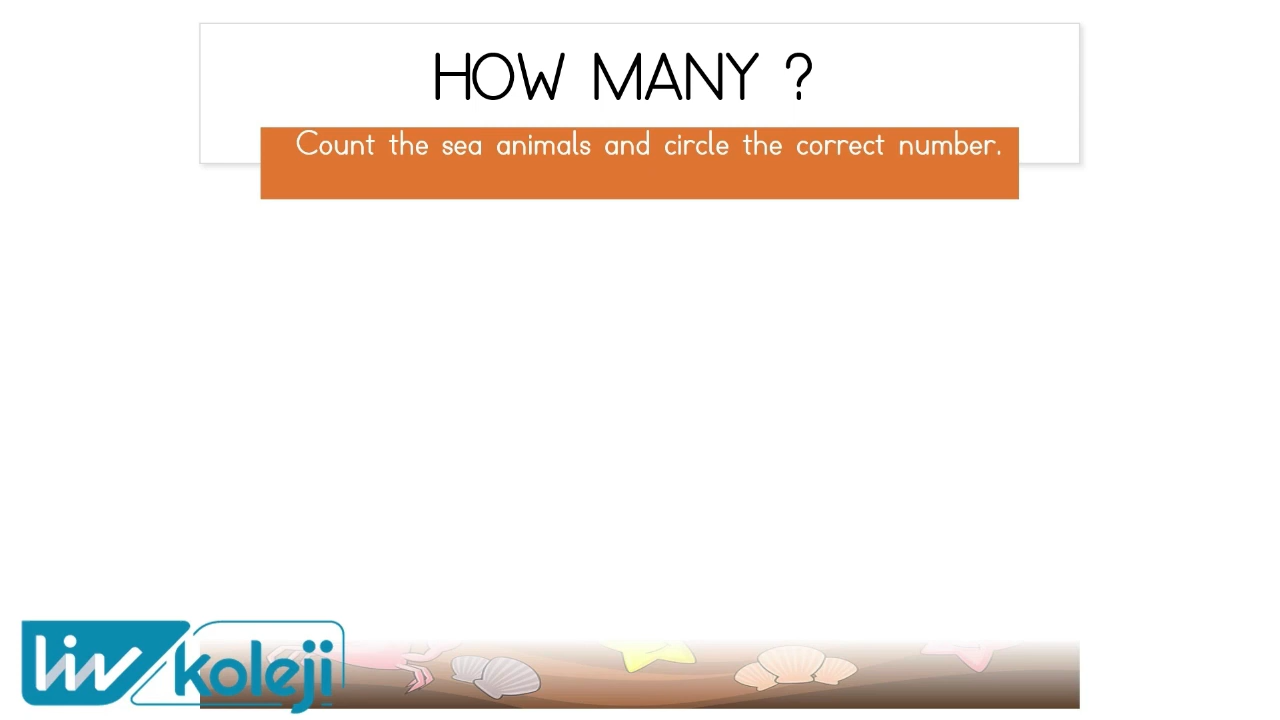 HOW MANY ?
Count the sea animals and circle the correct number.
liv koleji